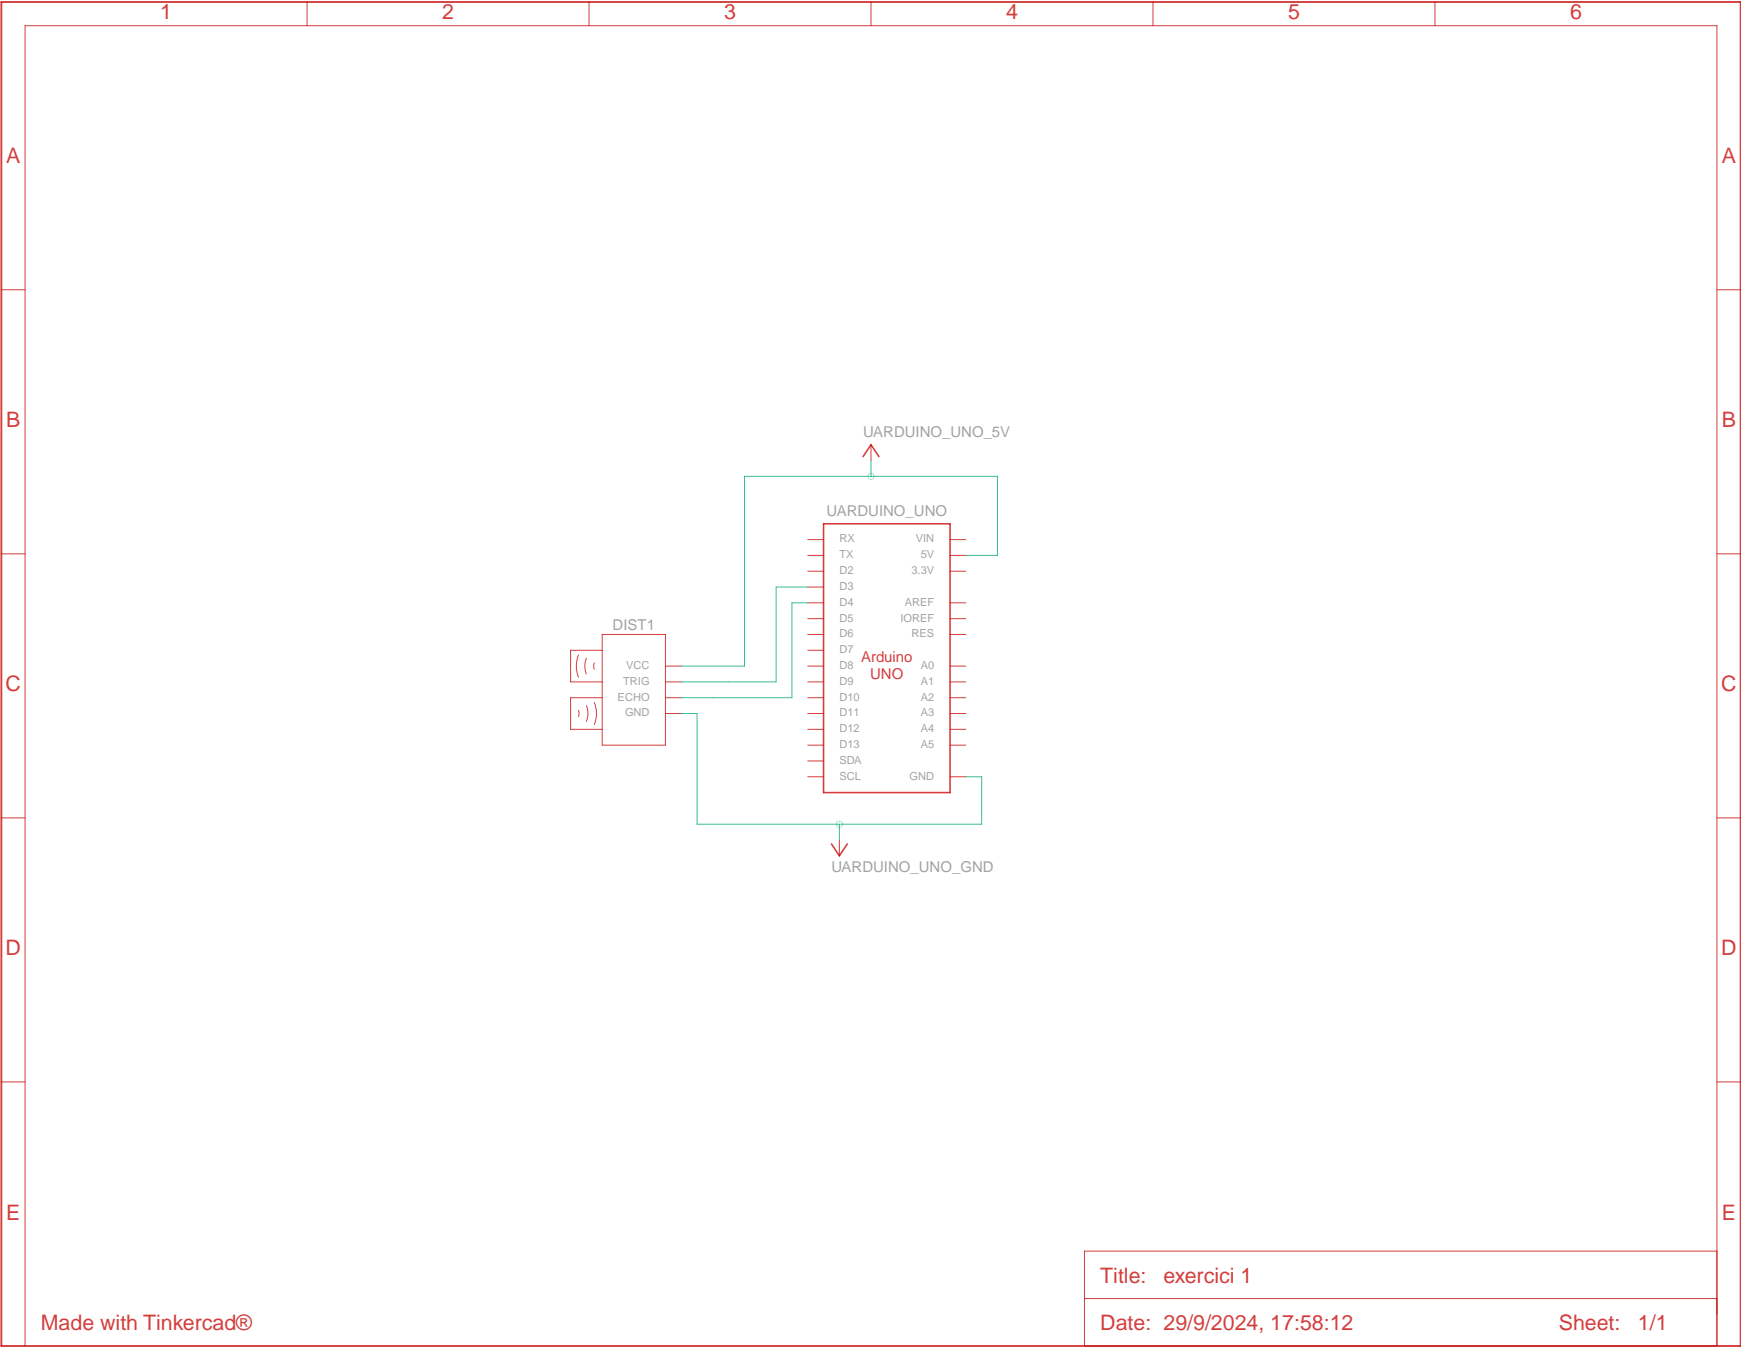 1 2 3 4 5 6
A A
B B
UARDUINO_UNO_5V
UARDUINO_UNO
RX VIN
TX 5V
D2 3.3V
D3
D4 AREF
D5 IOREF
D6 RES
D7
Arduino
UNO
D8 A0
D9 A1
D10 A2
D11 A3
D12 A4
D13 A5
SDA
SCL GND
DIST1
VCC
TRIG
ECHO
GND
C C
UARDUINO_UNO_GND
D D
E E
Title: exercici 1
Date: 29/9/2024, 17:58:12 Sheet: 1/1
Made with Tinkercad®